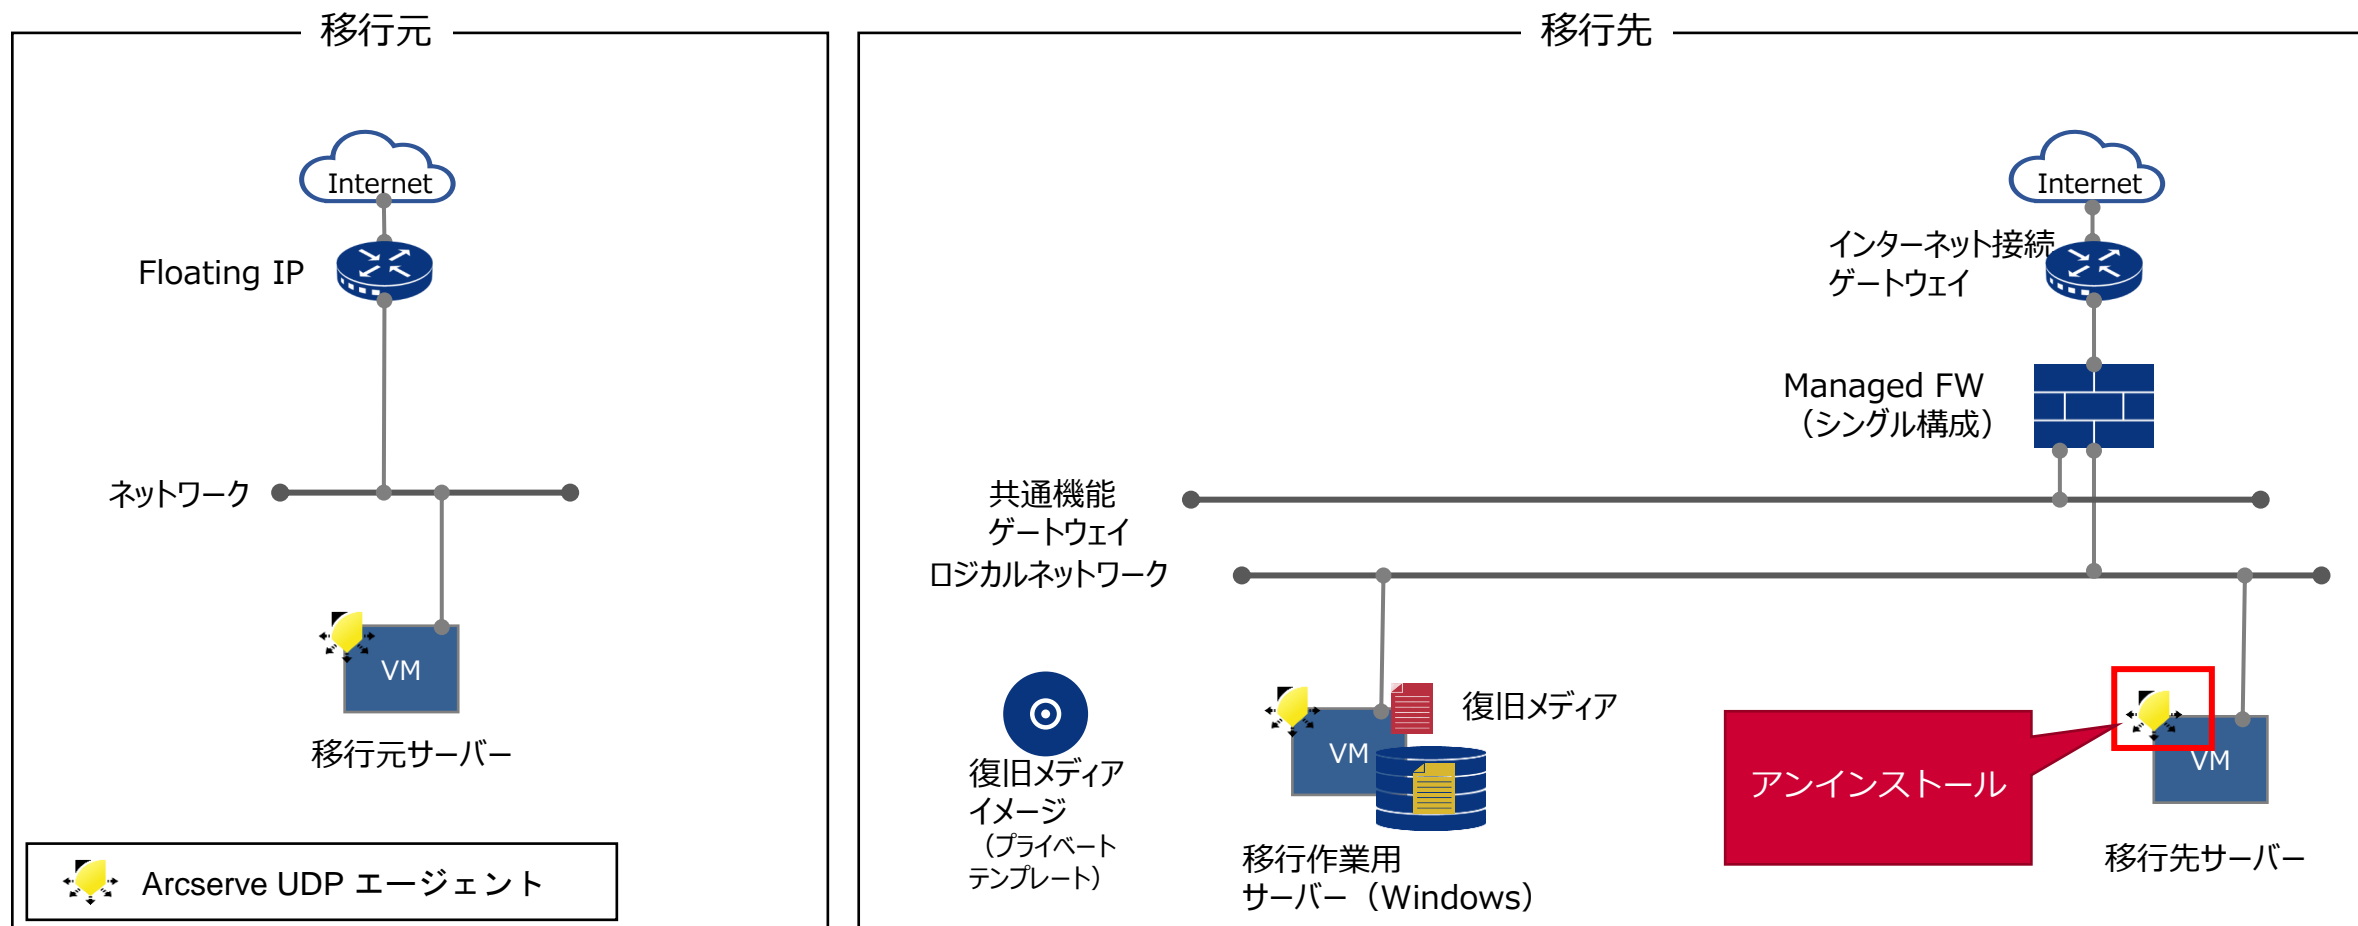 移行元
Internet
Floating IP
ネットワーク
VM
移行元サーバー
Arcserve UDP エージェント
移行先
Internet
インターネット接続
ゲートウェイ
Managed FW
（シングル構成）
共通機能
ゲートウェイ
ロジカルネットワーク
復旧メディア
イメージ
（プライベート
テンプレート）
VM
復旧メディア
移行作業用
サーバー（Windows）
アンインストール
VM
移行先サーバー